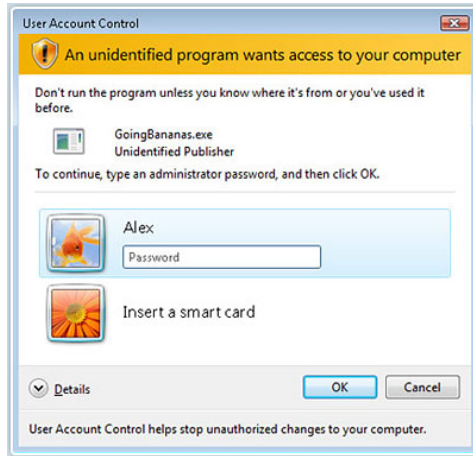 User Account Control
An unidentified program wants access to your computer
Don't run the program unless you know where it's from or you've used it
before.
GoingBananas.exe
Unidentified Publisher
To continue, type an administrator password, and then click OK.
Alex
Password
Insert a smart card
Details
OK
Cancel
User Account Control helps stop unauthorized changes to your computer.